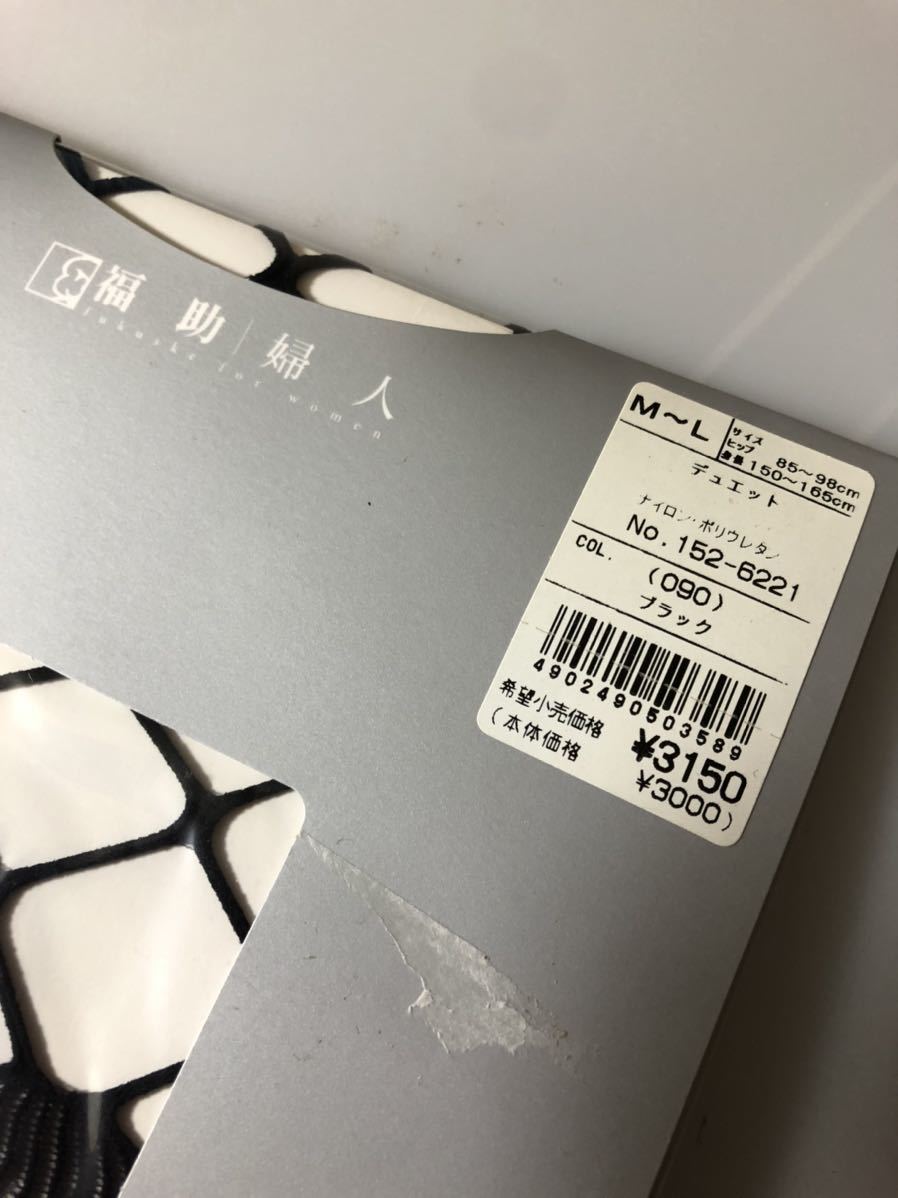 福助 | 婦人
fukuske for women
M〜L
サイズ
ヒップ 85〜98cm
身長 150〜165cm
デュエット
ナイロン・ポリウレタン
No. 152-6221
COL. (090)
ブラック
4902490503589
希望小売価格 ¥3150
(本体価格 ¥3000)